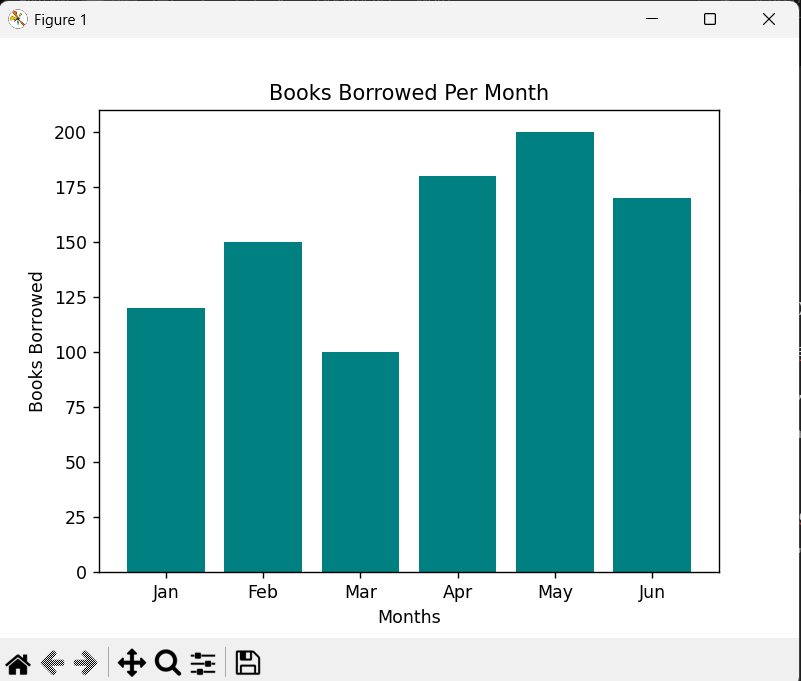 Figure 1
Books Borrowed Per Month
200
175
150
125
100
75
50
25
0
Books Borrowed
Jan Feb Mar Apr May Jun
Months